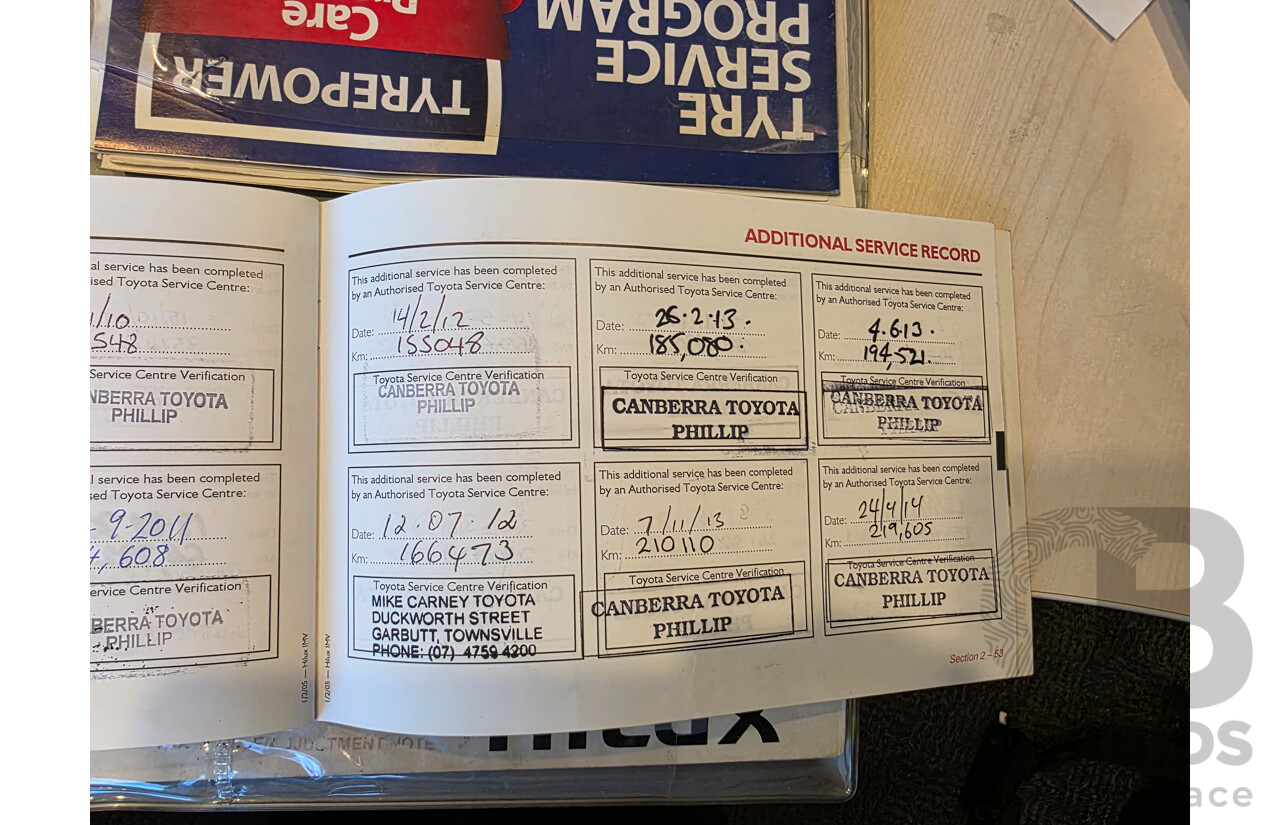 Care
TYREPOWER
TYRE
SERVICE
PROGRAM
ADDITIONAL SERVICE RECORD
al service has been completed
ised Toyota Service Centre:
1/10
548
Service Centre Verification
NBERRA TOYOTA
PHILLIP
al service has been completed
sed Toyota Service Centre:
-9-2011
,608
ervice Centre Verification
BERRA TOYOTA
PHILLIP
1/2/05 — Hilux IMV
This additional service has been completed
by an Authorised Toyota Service Centre:
Date: 14/2/12
Km: 155048
Toyota Service Centre Verification
CANBERRA TOYOTA
PHILLIP
This additional service has been completed
by an Authorised Toyota Service Centre:
Date: 26.2.13.
Km: 185,080.
Toyota Service Centre Verification
CANBERRA TOYOTA
PHILLIP
This additional service has been completed
by an Authorised Toyota Service Centre:
Date: 4.6.13.
Km: 194,521.
Toyota Service Centre Verification
CANBERRA TOYOTA
PHILLIP
This additional service has been completed
by an Authorised Toyota Service Centre:
Date: 12.07.12
Km: 166473
Toyota Service Centre Verification
MIKE CARNEY TOYOTA
DUCKWORTH STREET
GARBUTT, TOWNSVILLE
PHONE: (07) 4759 4200
This additional service has been completed
by an Authorised Toyota Service Centre:
Date: 7/11/13
Km: 210110
Toyota Service Centre Verification
CANBERRA TOYOTA
PHILLIP
This additional service has been completed
by an Authorised Toyota Service Centre:
Date: 24/4/14
Km: 219,605
Toyota Service Centre Verification
CANBERRA TOYOTA
PHILLIP
1/2/05 — Hilux IMV
Section 2 – 53